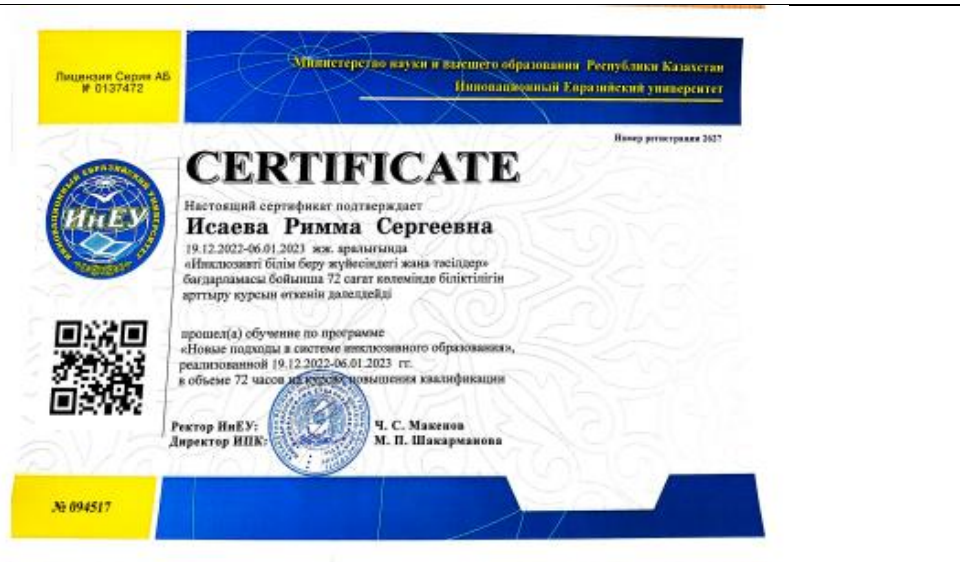 Лицензия Серия АБ
№ 0137472
Министерство науки и высшего образования Республики Казахстан
Инновационный Евразийский университет
Номер регистрации 2627
CERTIFICATE
ИННОВАЦИОННЫЙ ЕВРАЗИЙСКИЙ УНИВЕРСИТЕТ
ИнЕУ
Настоящий сертификат подтверждает
Исаева Римма Сергеевна
19.12.2022-06.01.2023 жж. аралығында
«Инклюзивті білім беру жүйесіндегі жаңа тәсілдер»
бағдарламасы бойынша 72 сағат көлемінде біліктілігін
арттыру курсын өткенін дәлелдейді
прошел(а) обучение по программе
«Новые подходы в системе инклюзивного образования»,
реализованной 19.12.2022-06.01.2023 гг.
в объеме 72 часов на курсах повышения квалификации
Ректор ИнЕУ: Ч. С. Макенов
Директор ИПК: М. П. Шакарманова
№ 094517